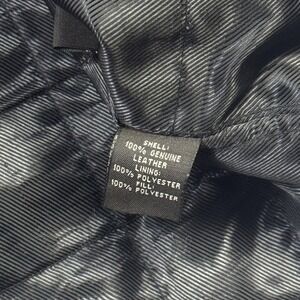 SHELL:
100% GENUINE
LEATHER
LINING:
100% POLYESTER
FILL:
100% POLYESTER